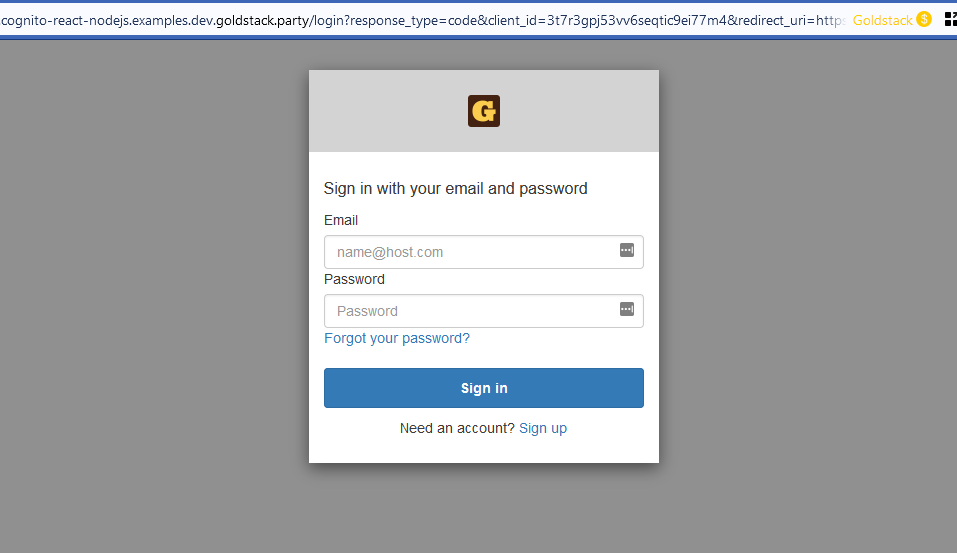 .cognito-react-nodejs.examples.dev.goldstack.party/login?response_type=code&client_id=3t7r3gpj53vv6seqtic9ei77m4&redirect_uri=http Goldstack $
G
Sign in with your email and password
Email
name@host.com
Password
Password
Forgot your password?
Sign in
Need an account? Sign up